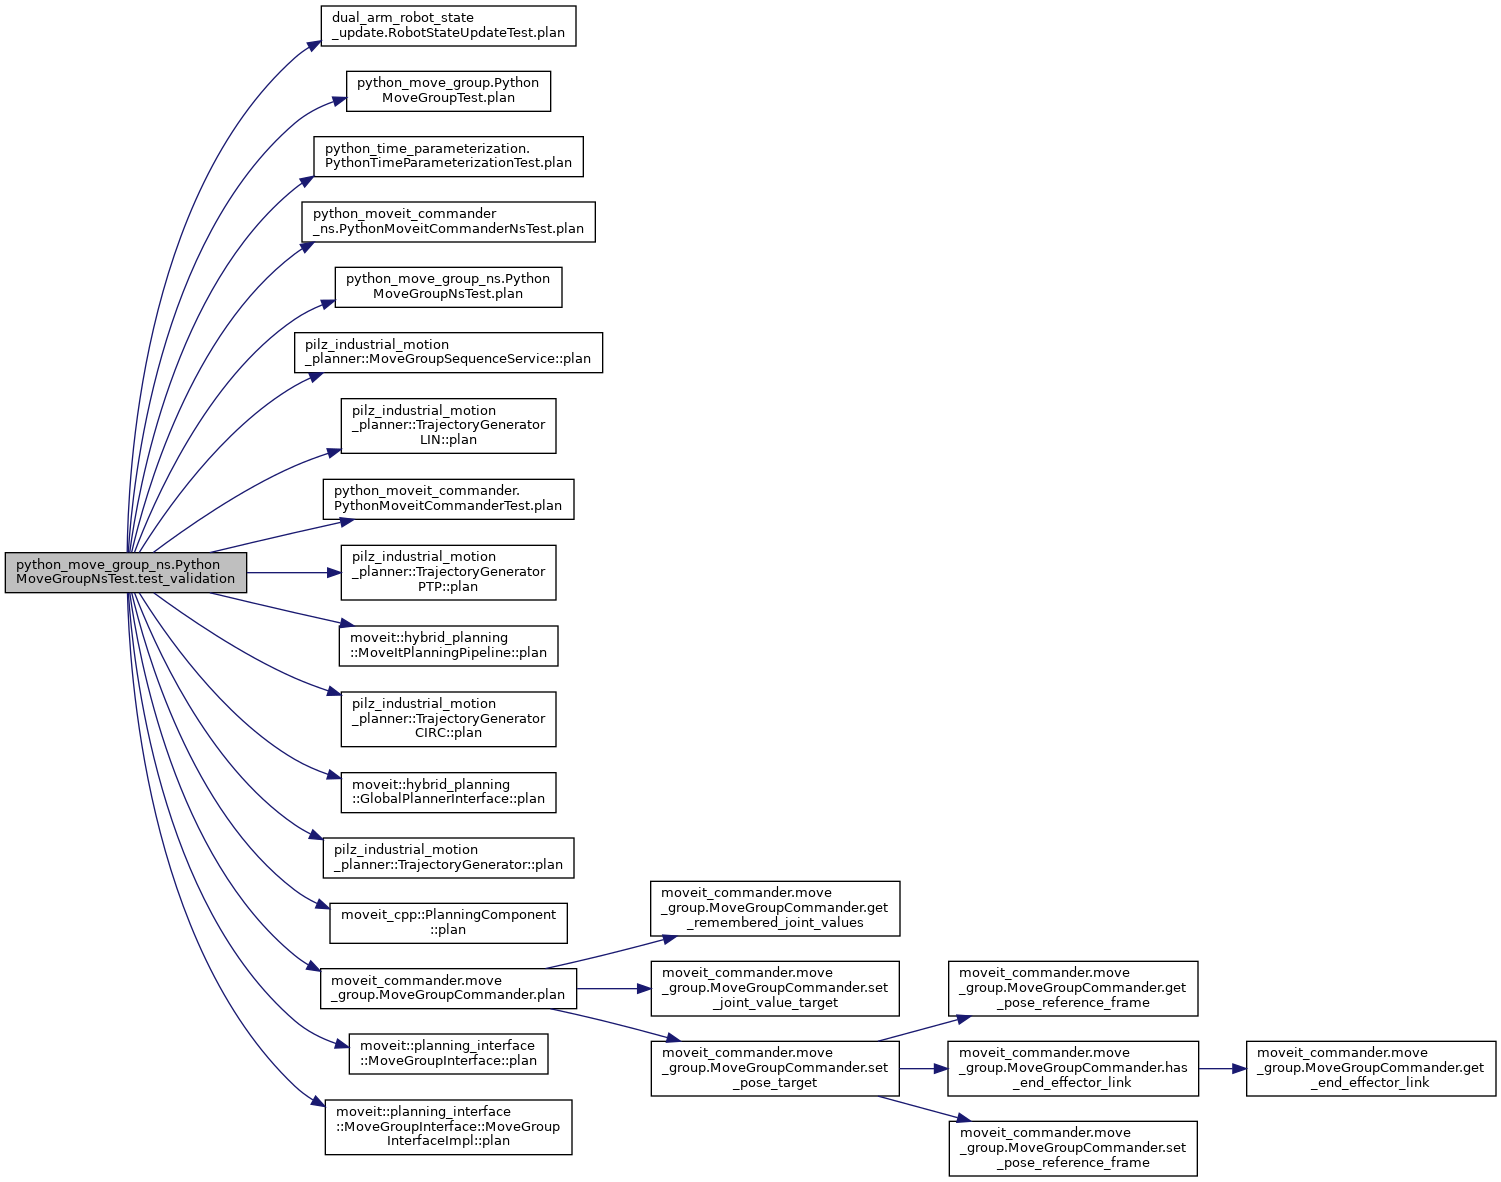 dual_arm_robot_state
_update.RobotStateUpdateTest.plan
python_move_group.Python
MoveGroupTest.plan
python_time_parameterization.
PythonTimeParameterizationTest.plan
python_moveit_commander
_ns.PythonMoveitCommanderNsTest.plan
python_move_group_ns.Python
MoveGroupNsTest.plan
pilz_industrial_motion
_planner::MoveGroupSequenceService::plan
pilz_industrial_motion
_planner::TrajectoryGenerator
LIN::plan
python_moveit_commander.
PythonMoveitCommanderTest.plan
python_move_group_ns.Python
MoveGroupNsTest.test_validation
pilz_industrial_motion
_planner::TrajectoryGenerator
PTP::plan
moveit::hybrid_planning
::MoveItPlanningPipeline::plan
pilz_industrial_motion
_planner::TrajectoryGenerator
CIRC::plan
moveit::hybrid_planning
::GlobalPlannerInterface::plan
pilz_industrial_motion
_planner::TrajectoryGenerator::plan
moveit_cpp::PlanningComponent
::plan
moveit_commander.move
_group.MoveGroupCommander.plan
moveit::planning_interface
::MoveGroupInterface::plan
moveit::planning_interface
::MoveGroupInterface::MoveGroup
InterfaceImpl::plan
moveit_commander.move
_group.MoveGroupCommander.get
_remembered_joint_values
moveit_commander.move
_group.MoveGroupCommander.set
_joint_value_target
moveit_commander.move
_group.MoveGroupCommander.set
_pose_target
moveit_commander.move
_group.MoveGroupCommander.get
_pose_reference_frame
moveit_commander.move
_group.MoveGroupCommander.has
_end_effector_link
moveit_commander.move
_group.MoveGroupCommander.set
_pose_reference_frame
moveit_commander.move
_group.MoveGroupCommander.get
_end_effector_link